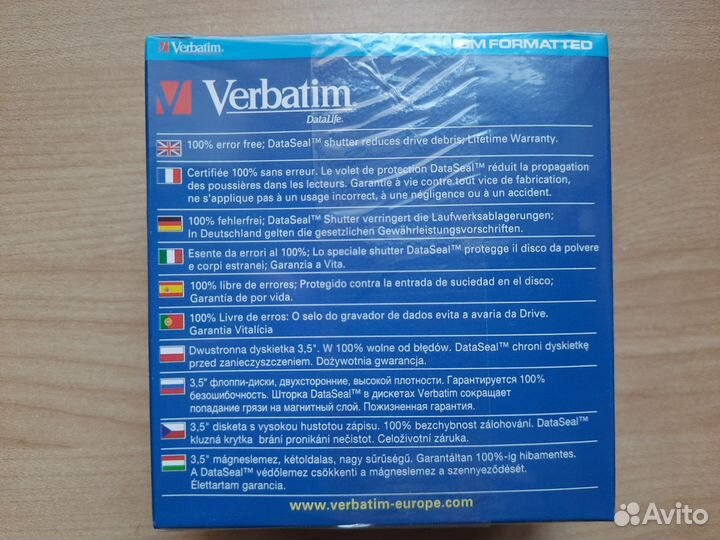 Verbatim®
IBM FORMATTED
Verbatim®
DataLife.
100% error free; DataSeal™ shutter reduces drive debris; Lifetime Warranty.
Certifiée 100% sans erreur. Le volet de protection DataSeal™ réduit la propagation
des poussières dans les lecteurs. Garantie à vie contre tout vice de fabrication,
ne s'applique pas à un usage incorrect, à une négligence ou à un accident.
100% fehlerfrei; DataSeal™ Shutter verringert die Laufwerksablagerungen;
In Deutschland gelten die gesetzlichen Gewährleistungsvorschriften.
Esente da errori al 100%; Lo speciale shutter DataSeal™ protegge il disco da polvere
e corpi estranei; Garanzia a Vita.
100% libre de errores; Protegido contra la entrada de suciedad en el disco;
Garantía de por vida.
100% Livre de erros: O selo do gravador de dados evita a avaria da Drive.
Garantia Vitalícia
Dwustronna dyskietka 3,5". W 100% wolne od błędów. DataSeal™ chroni dyskietkę
przed zanieczyszczeniem. Dożywotnia gwarancja.
3,5" флоппи-диски, двухсторонние, высокой плотности. Гарантируется 100%
безошибочность. Шторка DataSeal™ в дискетах Verbatim сокращает
попадание грязи на магнитный слой. Пожизненная гарантия.
3,5" disketa s vysokou hustotou zápisu. 100% bezchybnost zálohování. DataSeal™
kluzná krytka brání pronikání nečistot. Celoživotní záruka.
3,5" mágneslemez, kétoldalas, nagy sűrűségű. Garantáltan 100%-ig hibamentes.
A DataSeal™ védőlemez csökkenti a mágneslemez a szennyeződését.
Élettartam garancia.
www.verbatim-europe.com
Avito